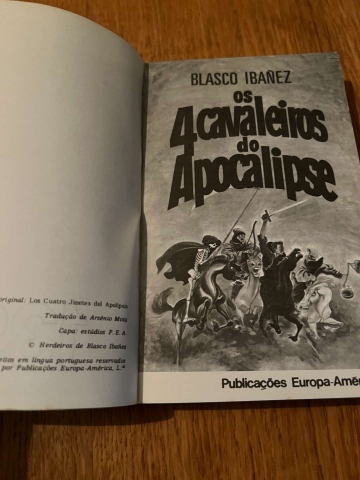 original: Los Cuatro Jinetes del Apolipsis
Tradução de Arsénio Mota
Capa: estúdios P. E. A.
© Herdeiros de Blasco Ibañez
eitos em língua portuguesa reservados
por Publicações Europa-América, L.ᵈᵃ
BLASCO IBAÑEZ
os
4 cavaleiros
do
Apocalipse
Publicações Europa-Amé